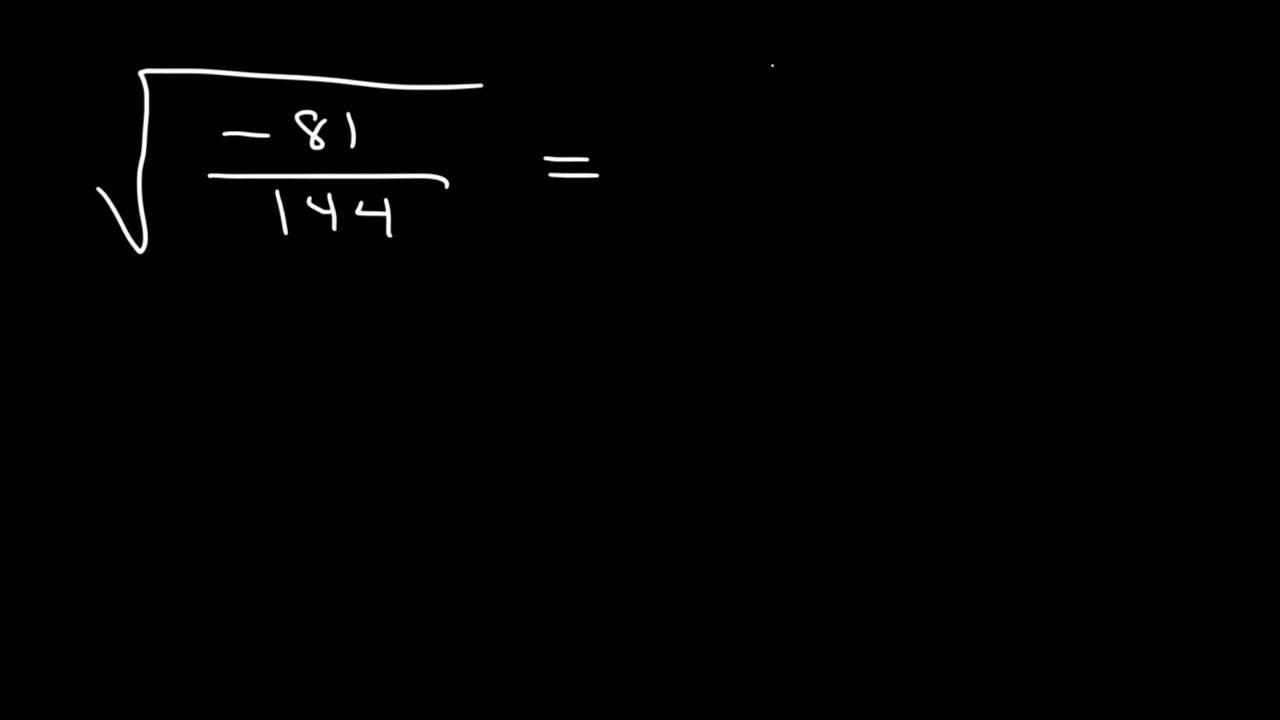 √(-81/144) =